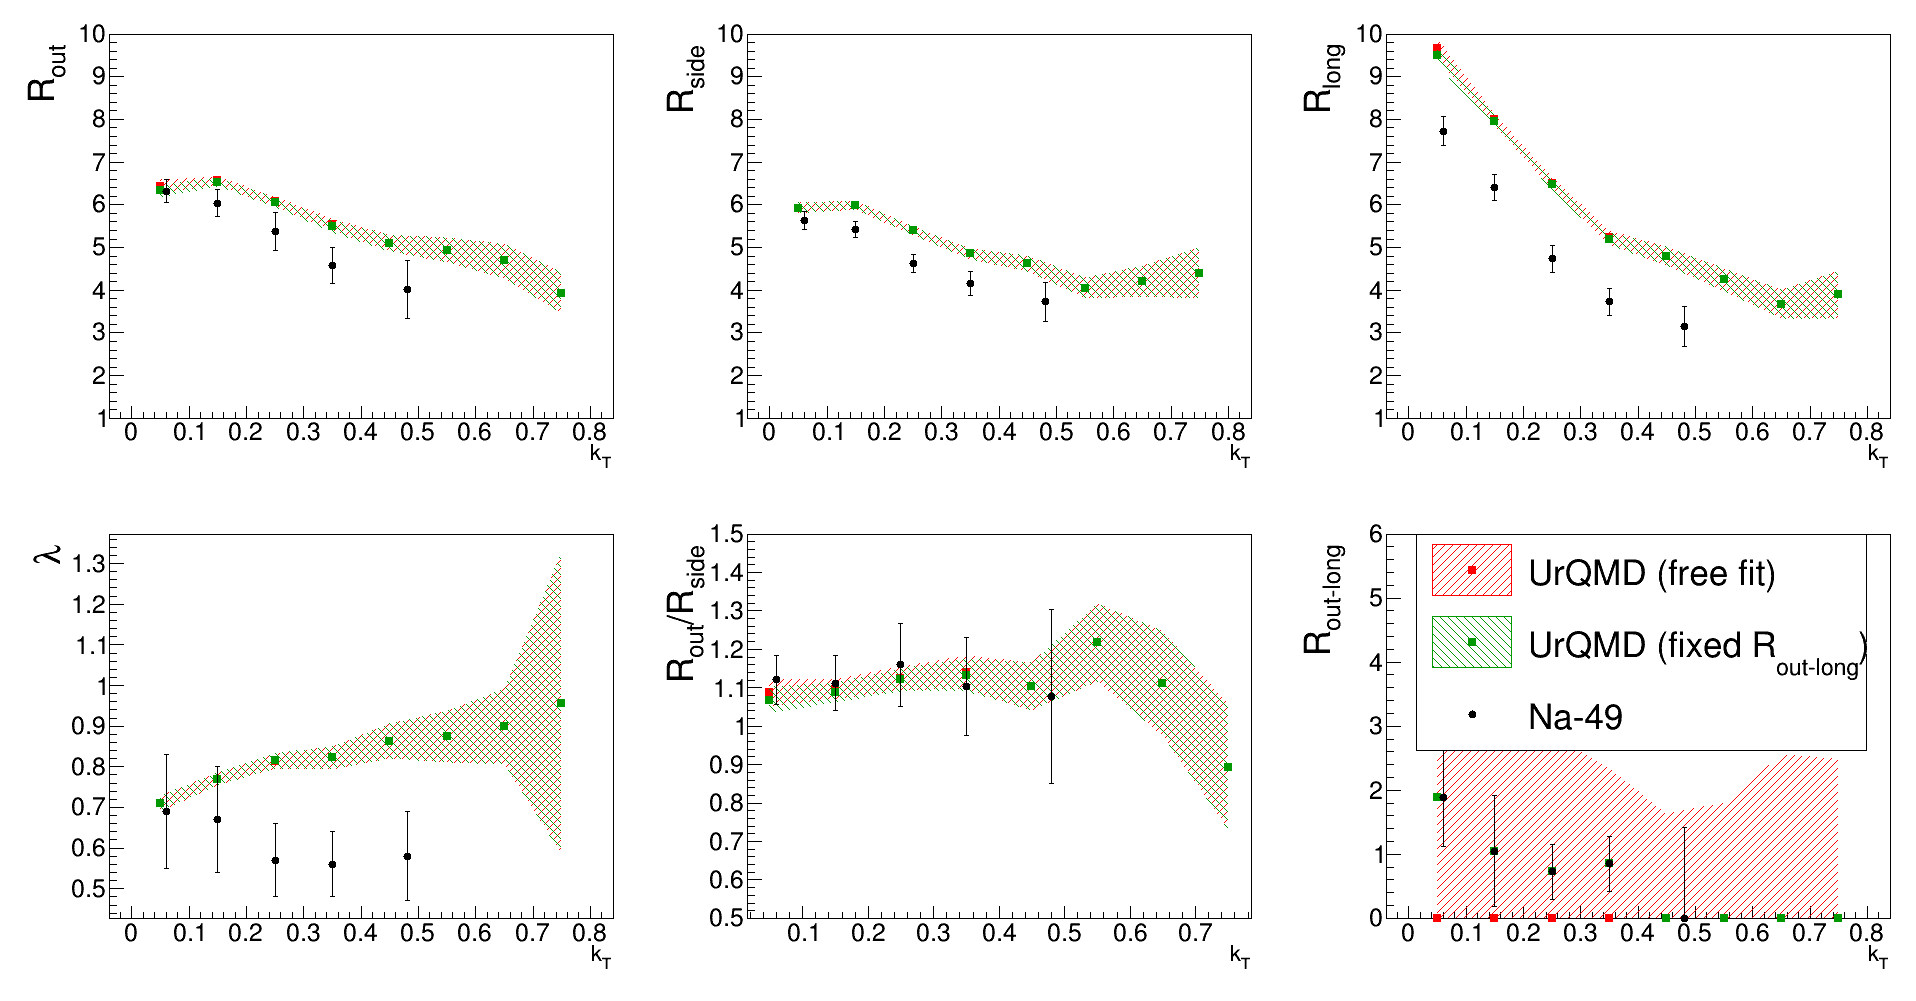 R_out
10
9
8
7
6
5
4
3
2
1
0 0.1 0.2 0.3 0.4 0.5 0.6 0.7 0.8
k_T
R_side
10
9
8
7
6
5
4
3
2
1
0 0.1 0.2 0.3 0.4 0.5 0.6 0.7 0.8
k_T
R_long
10
9
8
7
6
5
4
3
2
1
0 0.1 0.2 0.3 0.4 0.5 0.6 0.7 0.8
k_T
λ
1.3
1.2
1.1
1
0.9
0.8
0.7
0.6
0.5
0 0.1 0.2 0.3 0.4 0.5 0.6 0.7 0.8
k_T
R_out/R_side
1.5
1.4
1.3
1.2
1.1
1
0.9
0.8
0.7
0.6
0.5
0.1 0.2 0.3 0.4 0.5 0.6 0.7
k_T
R_out-long
6
5
4
3
2
1
0
0 0.1 0.2 0.3 0.4 0.5 0.6 0.7 0.8
k_T
UrQMD (free fit)
UrQMD (fixed R_out-long)
Na-49